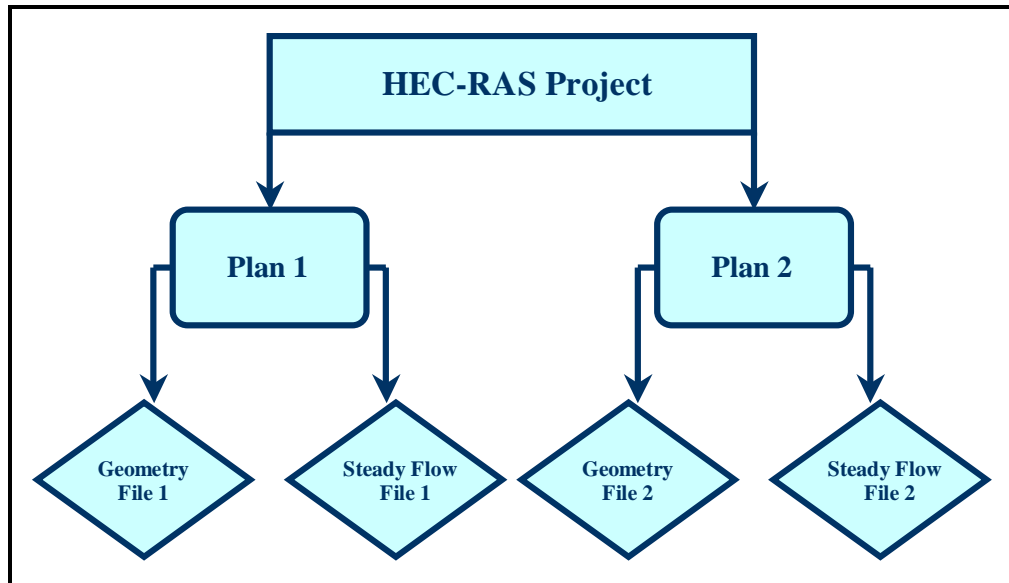 HEC-RAS Project
Plan 1
Plan 2
Geometry
File 1
Steady Flow
File 1
Geometry
File 2
Steady Flow
File 2